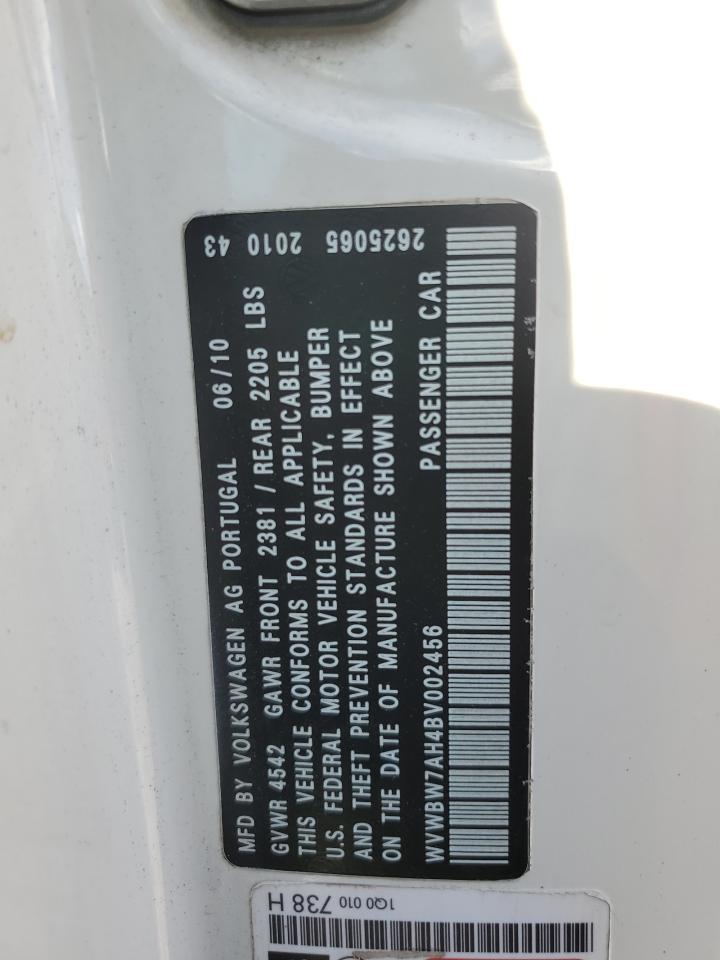 MFD BY VOLKSWAGEN AG PORTUGAL 06/10 2010 43
GVWR 4542 GAWR FRONT 2381 / REAR 2205 LBS
THIS VEHICLE CONFORMS TO ALL APPLICABLE
U.S. FEDERAL MOTOR VEHICLE SAFETY, BUMPER
AND THEFT PREVENTION STANDARDS IN EFFECT 2625065
ON THE DATE OF MANUFACTURE SHOWN ABOVE
WVWBW7AH4BV002456 PASSENGER CAR
1Q0 010 738 H